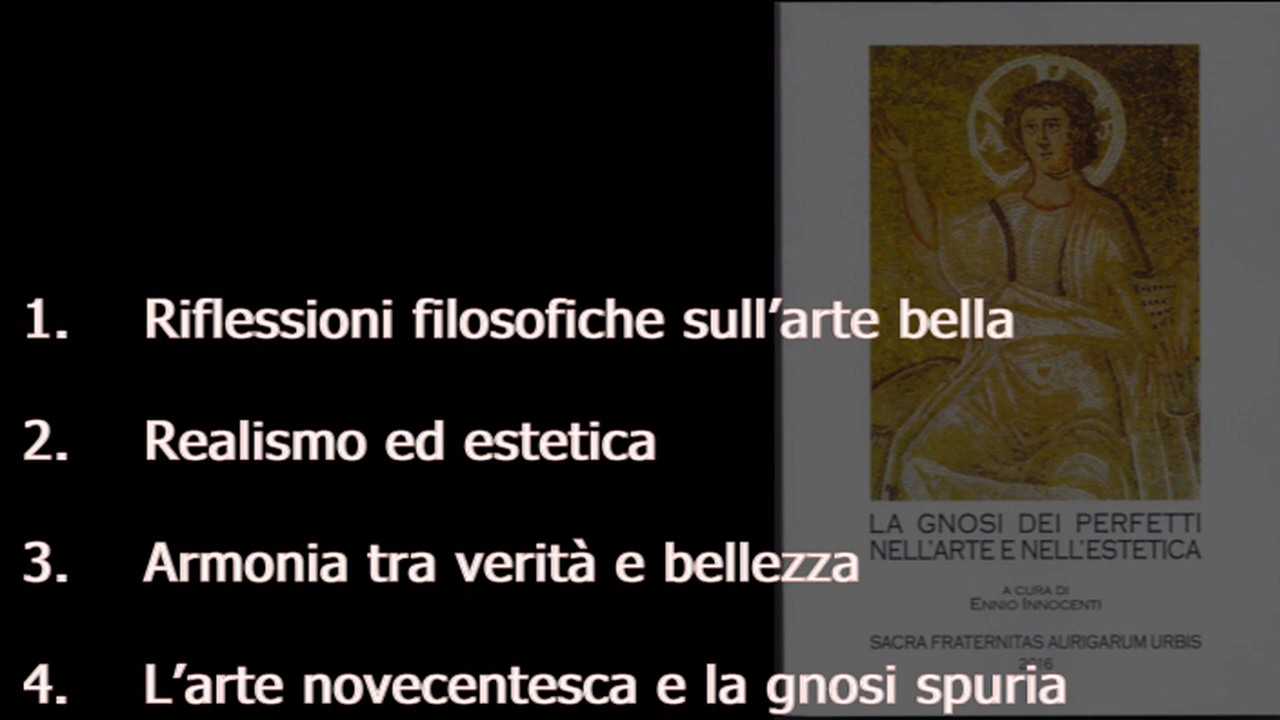 1. Riflessioni filosofiche sull'arte bella
2. Realismo ed estetica
3. Armonia tra verità e bellezza
4. L'arte novecentesca e la gnosi spuria
LA GNOSI DEI PERFETTI
NELL'ARTE E NELL'ESTETICA
A CURA DI
ENNIO INNOCENTI
SACRA FRATERNITAS AURIGARUM URBIS
2016